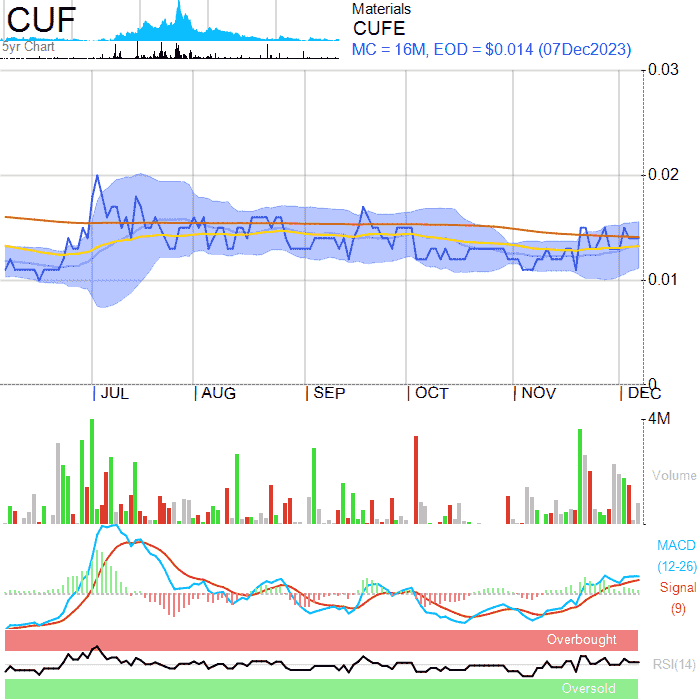 CUF
5yr Chart
Materials
CUFE
MC = 16M, EOD = $0.014 (07Dec2023)
0.03
0.02
0.01
0
JUL
AUG
SEP
OCT
NOV
DEC
4M
Volume
MACD
(12-26)
Signal
(9)
Overbought
RSI(14)
Oversold